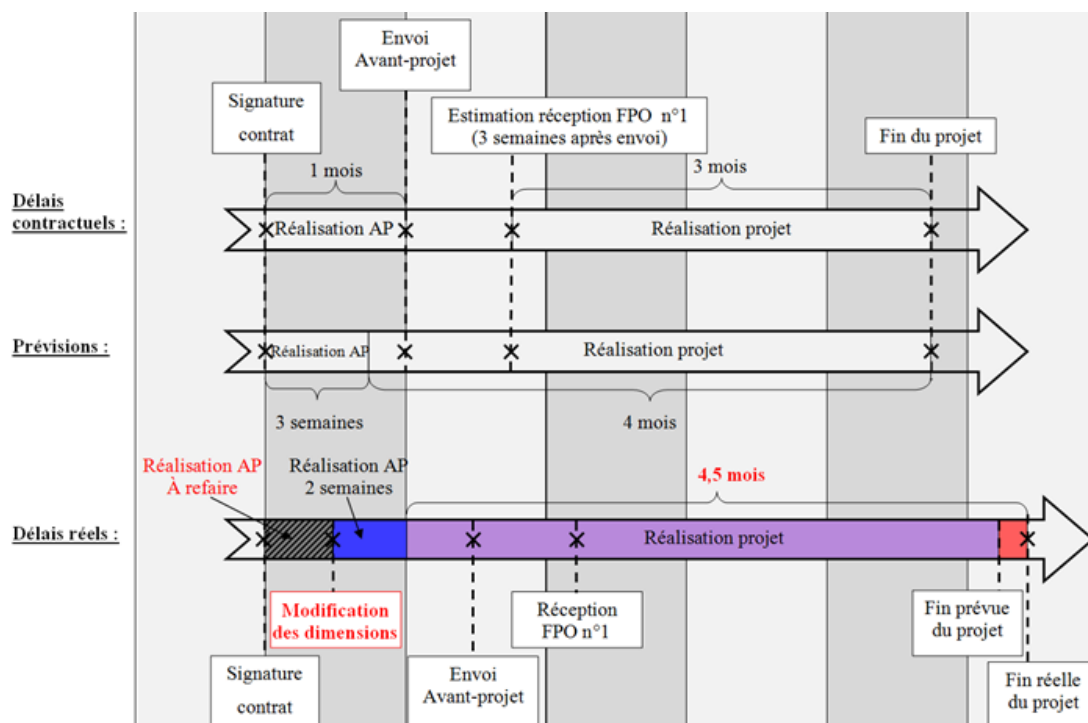 Envoi
Avant-projet
Signature
contrat
Estimation réception FPO n°1
(3 semaines après envoi)
Fin du projet
1 mois
3 mois
Délais
contractuels :
Réalisation AP
Réalisation projet
Prévisions :
Réalisation AP
Réalisation projet
3 semaines
4 mois
Réalisation AP
À refaire
Réalisation AP
2 semaines
4,5 mois
Délais réels :
Réalisation projet
Modification
des dimensions
Réception
FPO n°1
Fin prévue
du projet
Signature
contrat
Envoi
Avant-projet
Fin réelle
du projet